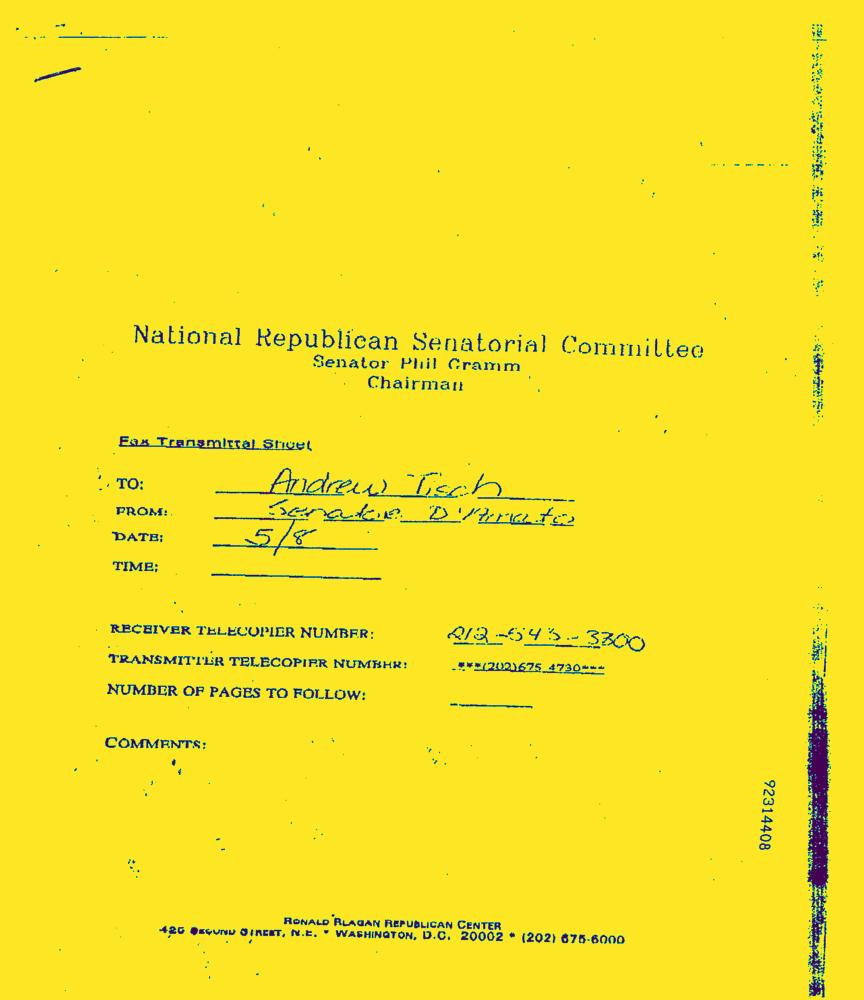 National Republican Senatorial Committee
Senator Phil Gramm
Chairman
Fax Transmittal Sheet
TO: Andrew Tisch
FROM: Senator D'Amato
DATE: 5/8
TIME:
RECEIVER TELECOPIER NUMBER: 212-545-3300
TRANSMITTER TELECOPIER NUMBER: ***(202)675 4730***
NUMBER OF PAGES TO FOLLOW:
COMMENTS:
92314408
RONALD REAGAN REPUBLICAN CENTER
425 SECOND STREET, N.E. * WASHINGTON, D.C. 20002 * (202) 675-6000